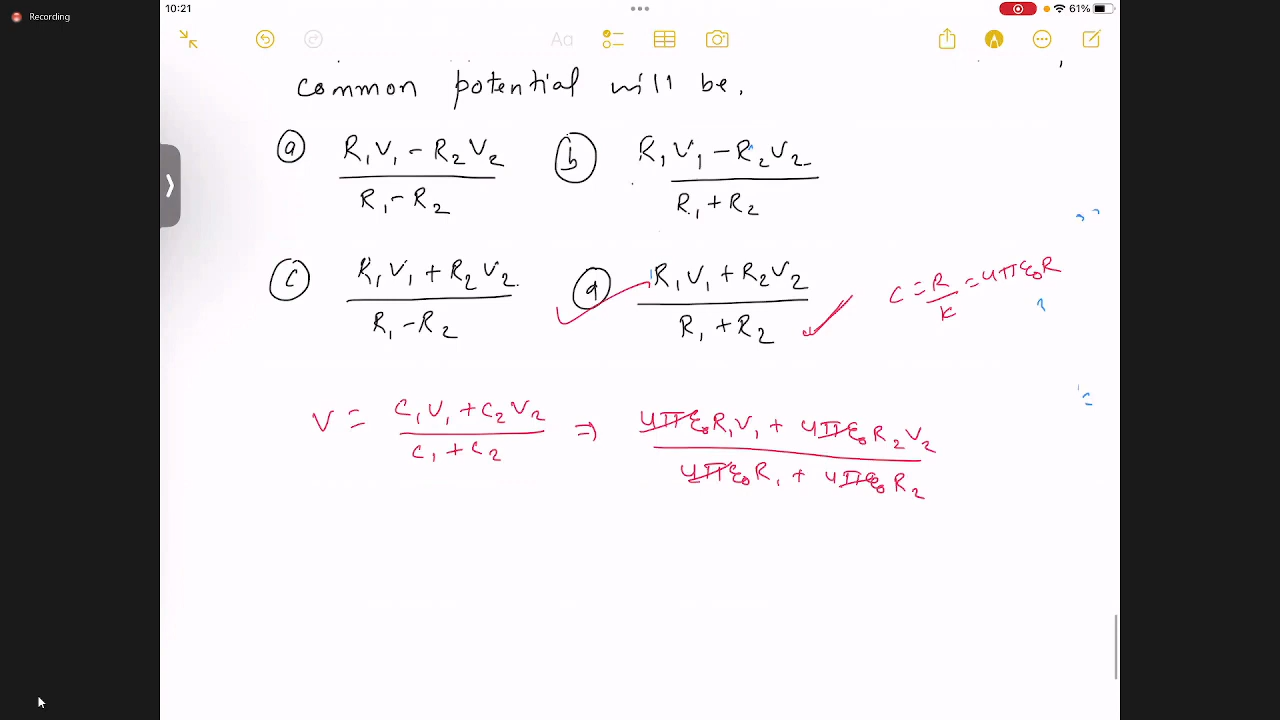 Recording
10:21
61%
Aa
common potential will be.
(a) (R₁V₁ - R₂V₂)/(R₁ - R₂) (b) (R₁V₁ - R₂V₂)/(R₁ + R₂)
(c) (R₁V₁ + R₂V₂)/(R₁ - R₂) (d) (R₁V₁ + R₂V₂)/(R₁ + R₂)
C = R/K = 4πε₀R
V = (C₁V₁ + C₂V₂)/(C₁ + C₂) ⇒ (4πε₀R₁V₁ + 4πε₀R₂V₂)/(4πε₀R₁ + 4πε₀R₂)